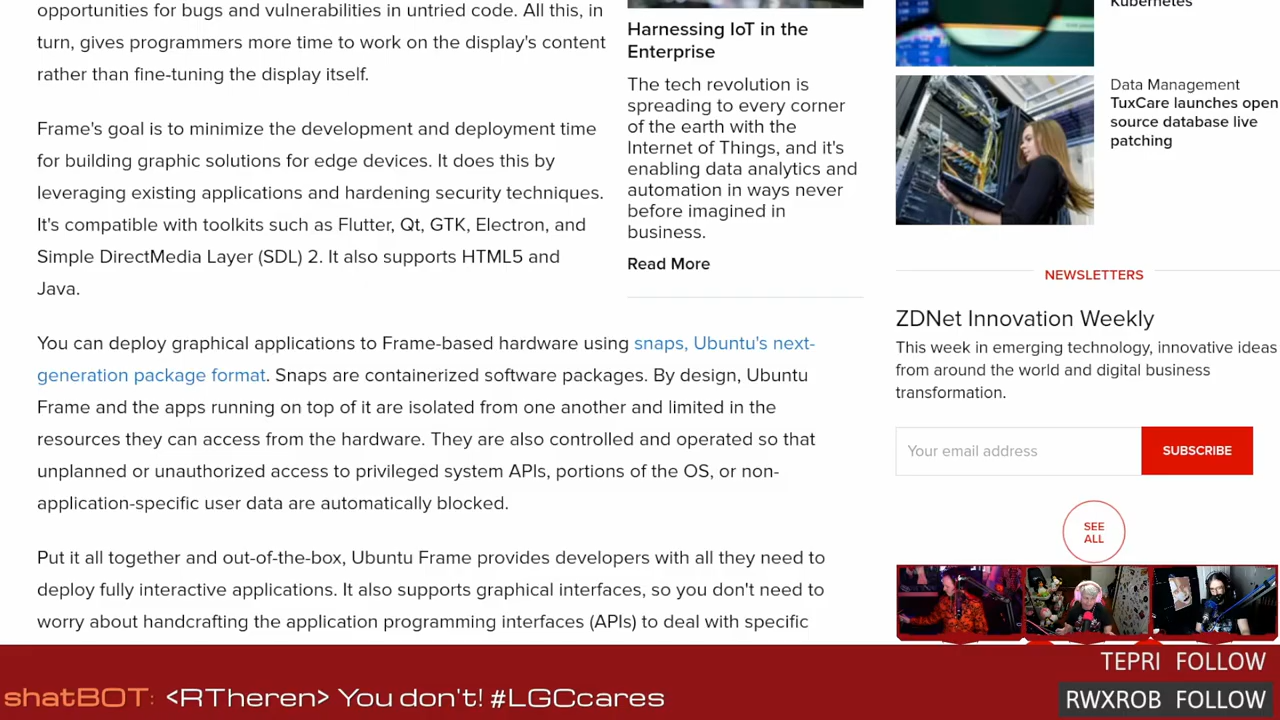 opportunities for bugs and vulnerabilities in untried code. All this, in
turn, gives programmers more time to work on the display's content
rather than fine-tuning the display itself.
Frame's goal is to minimize the development and deployment time
for building graphic solutions for edge devices. It does this by
leveraging existing applications and hardening security techniques.
It's compatible with toolkits such as Flutter, Qt, GTK, Electron, and
Simple DirectMedia Layer (SDL) 2. It also supports HTML5 and
Java.
You can deploy graphical applications to Frame-based hardware using snaps, Ubuntu's next-
generation package format. Snaps are containerized software packages. By design, Ubuntu
Frame and the apps running on top of it are isolated from one another and limited in the
resources they can access from the hardware. They are also controlled and operated so that
unplanned or unauthorized access to privileged system APIs, portions of the OS, or non-
application-specific user data are automatically blocked.
Put it all together and out-of-the-box, Ubuntu Frame provides developers with all they need to
deploy fully interactive applications. It also supports graphical interfaces, so you don't need to
worry about handcrafting the application programming interfaces (APIs) to deal with specific
Harnessing IoT in the
Enterprise
The tech revolution is
spreading to every corner
of the earth with the
Internet of Things, and it's
enabling data analytics and
automation in ways never
before imagined in
business.
Read More
Kubernetes
Data Management
TuxCare launches open
source database live
patching
NEWSLETTERS
ZDNet Innovation Weekly
This week in emerging technology, innovative ideas
from around the world and digital business
transformation.
Your email address
SUBSCRIBE
SEE
ALL
TEPRI FOLLOW
RWXROB FOLLOW
shatBOT: <RTheren> You don't! #LGCcares